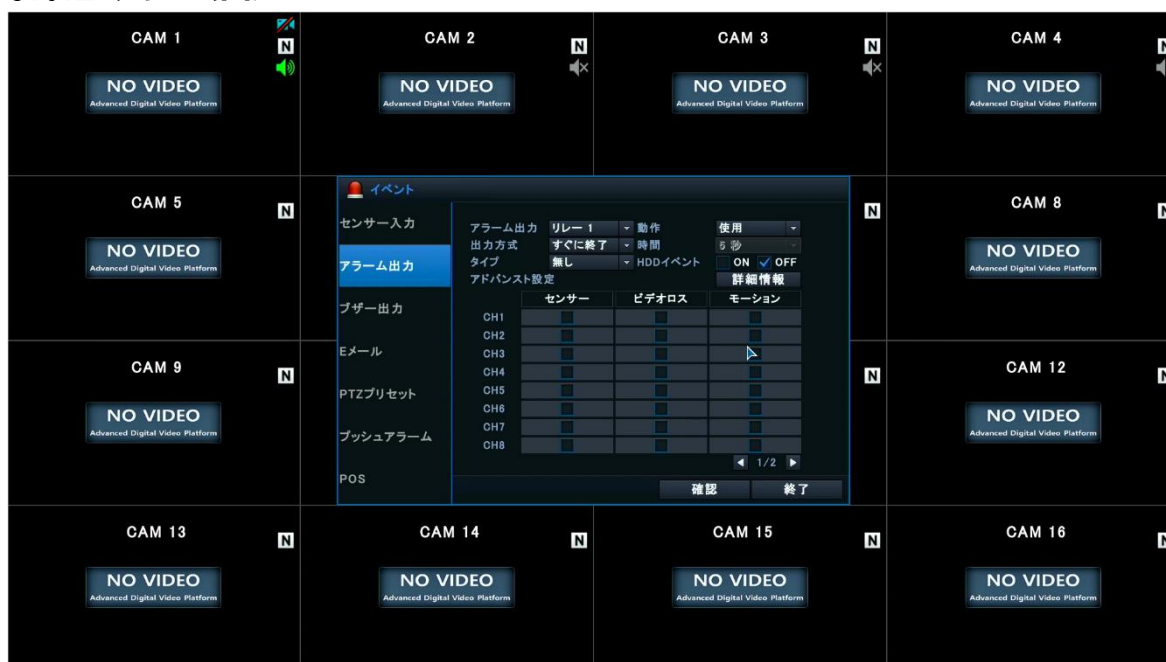 CAM 1
N
NO VIDEO
Advanced Digital Video Platform
CAM 2
N
NO VIDEO
Advanced Digital Video Platform
CAM 3
N
NO VIDEO
Advanced Digital Video Platform
CAM 4
N
NO VIDEO
Advanced Digital Video Platform
CAM 5
N
NO VIDEO
Advanced Digital Video Platform
N
CAM 8
N
NO VIDEO
Advanced Digital Video Platform
イベント
センサー入力
アラーム出力
ブザー出力
Eメール
PTZプリセット
プッシュアラーム
POS
アラーム出力 リレー 1 動作 使用
出力方式 すぐに終了 時間 5 秒
タイプ 無し HDDイベント ON OFF
アドバンスト設定 詳細情報
センサー ビデオロス モーション
CH1
CH2
CH3
CH4
CH5
CH6
CH7
CH8
1/2
確認 終了
CAM 9
N
NO VIDEO
Advanced Digital Video Platform
N
CAM 12
N
NO VIDEO
Advanced Digital Video Platform
CAM 13
N
NO VIDEO
Advanced Digital Video Platform
CAM 14
N
NO VIDEO
Advanced Digital Video Platform
CAM 15
N
NO VIDEO
Advanced Digital Video Platform
CAM 16
N
NO VIDEO
Advanced Digital Video Platform